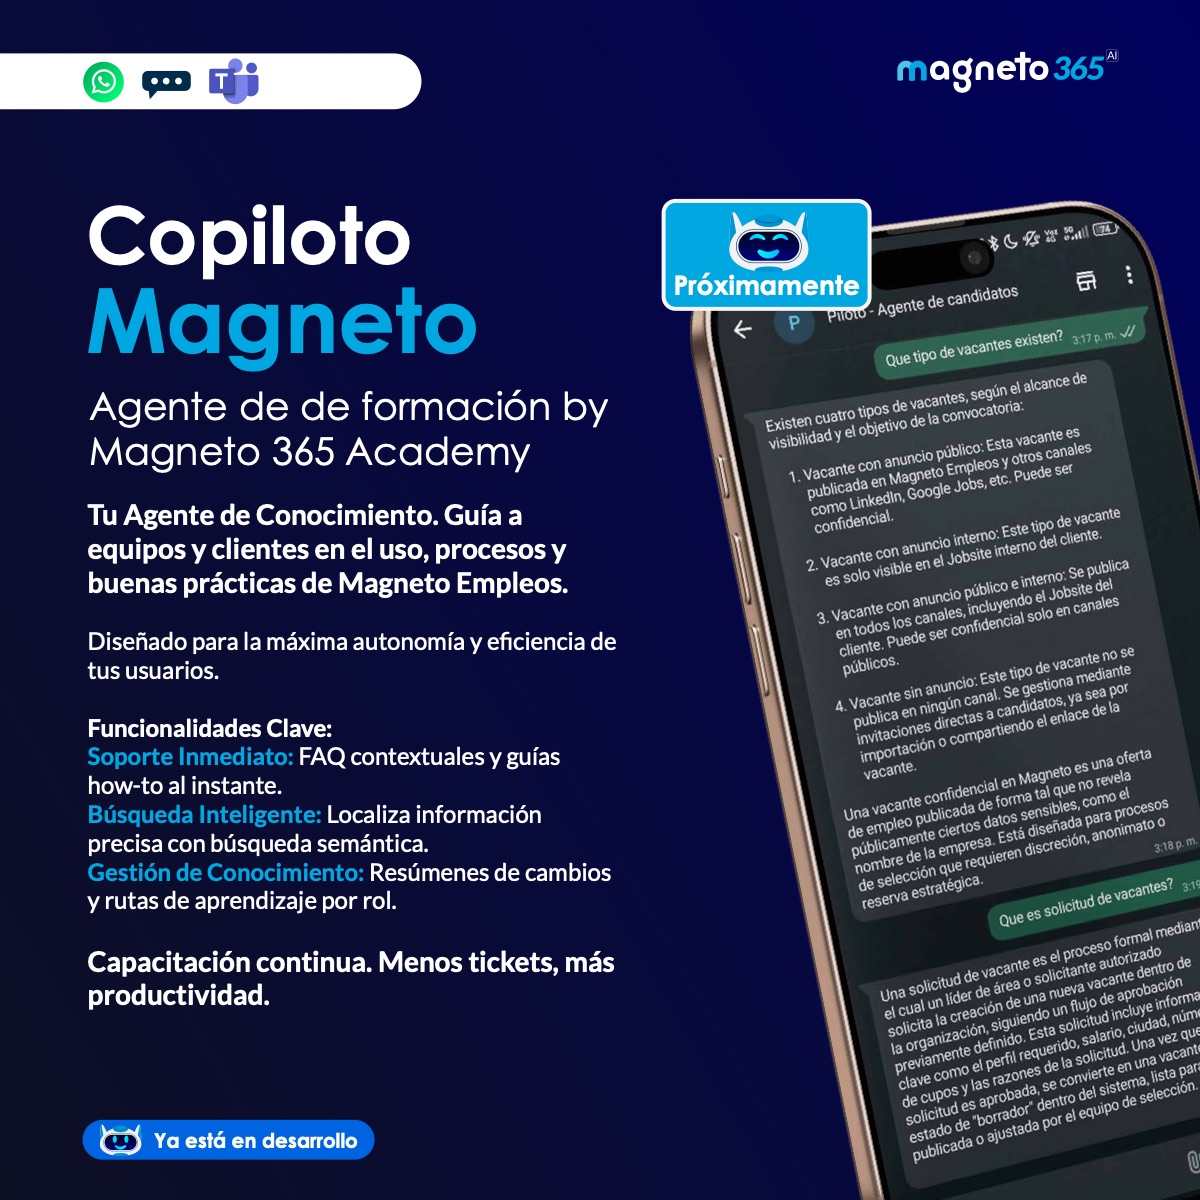 magneto 365 AI
Copiloto
Magneto
Agente de de formación by
Magneto 365 Academy
Tu Agente de Conocimiento. Guía a
equipos y clientes en el uso, procesos y
buenas prácticas de Magneto Empleos.
Diseñado para la máxima autonomía y eficiencia de
tus usuarios.
Funcionalidades Clave:
Soporte Inmediato: FAQ contextuales y guías
how-to al instante.
Búsqueda Inteligente: Localiza información
precisa con búsqueda semántica.
Gestión de Conocimiento: Resúmenes de cambios
y rutas de aprendizaje por rol.
Capacitación continua. Menos tickets, más
productividad.
Ya está en desarrollo
Próximamente
74
P
Piloto - Agente de candidatos
Que tipo de vacantes existen? 3:17 p. m.
Existen cuatro tipos de vacantes, según el alcance de
visibilidad y el objetivo de la convocatoria:
1. Vacante con anuncio público: Esta vacante es
publicada en Magneto Empleos y otros canales
como LinkedIn, Google Jobs, etc. Puede ser
confidencial.
2. Vacante con anuncio interno: Este tipo de vacante
es solo visible en el Jobsite interno del cliente.
3. Vacante con anuncio público e interno: Se publica
en todos los canales, incluyendo el Jobsite del
cliente. Puede ser confidencial solo en canales
públicos.
4. Vacante sin anuncio: Este tipo de vacante no se
publica en ningún canal. Se gestiona mediante
invitaciones directas a candidatos, ya sea por
importación o compartiendo el enlace de la
vacante.
Una vacante confidencial en Magneto es una oferta
de empleo publicada de forma tal que no revela
públicamente ciertos datos sensibles, como el
nombre de la empresa. Está diseñada para procesos
de selección que requieren discreción, anonimato o
reserva estratégica.
3:18 p. m.
Que es solicitud de vacantes? 3:19
Una solicitud de vacante es el proceso formal mediant
el cual un líder de área o solicitante autorizado
solicita la creación de una nueva vacante dentro de
la organización, siguiendo un flujo de aprobación
previamente definido. Esta solicitud incluye informa
clave como el perfil requerido, salario, ciudad, núme
de cupos y las razones de la solicitud. Una vez que
solicitud es aprobada, se convierte en una vacante
estado de "borrador" dentro del sistema, lista para
publicada o ajustada por el equipo de selección.